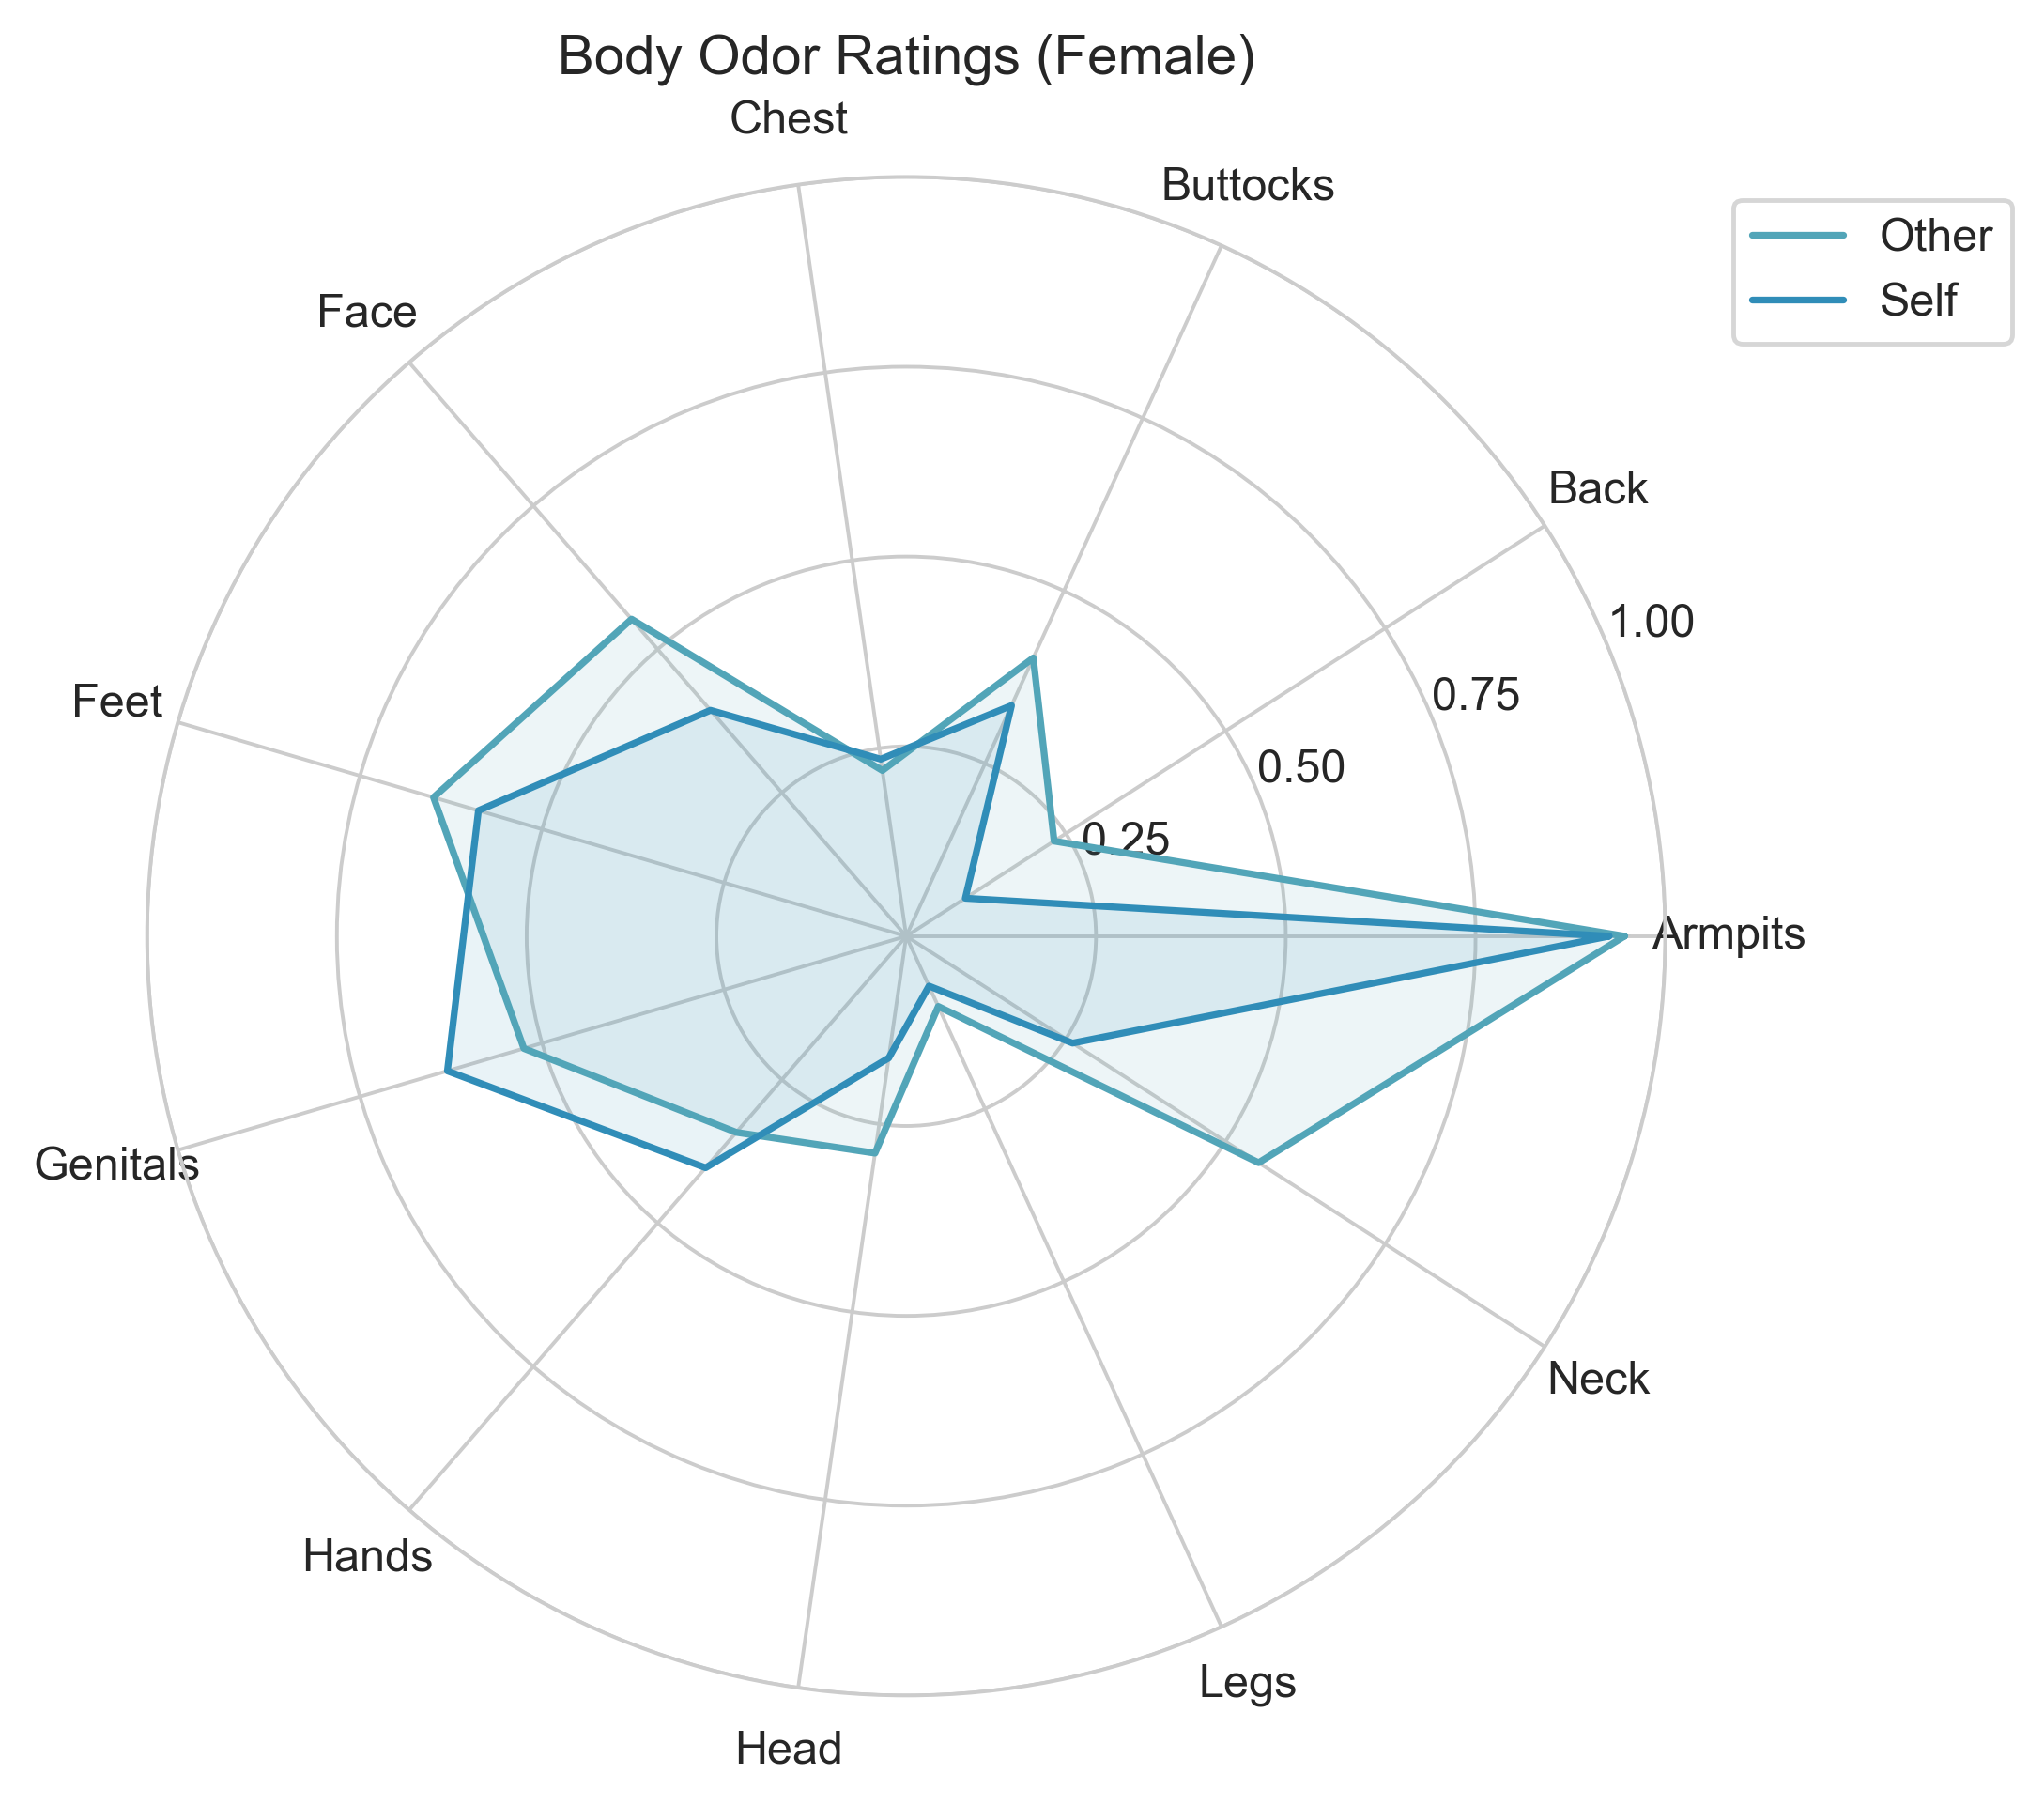 Body Odor Ratings (Female)
Chest
Buttocks
Other
Self
Face
Back
1.00
Feet
0.75
0.50
0.25
Armpits
Genitals
Neck
Hands
Legs
Head